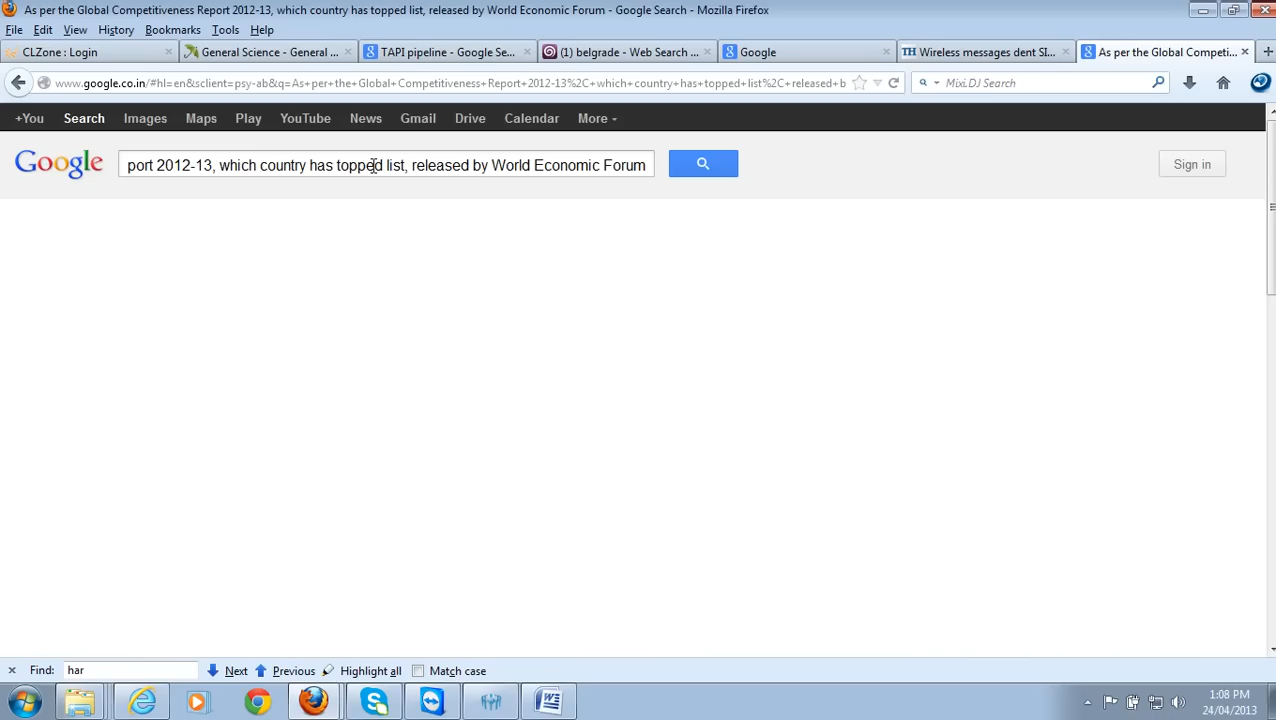 As per the Global Competitiveness Report 2012-13, which country has topped list, released by World Economic Forum - Google Search - Mozilla Firefox
File Edit View History Bookmarks Tools Help
CLZone : Login General Science - General ... TAPI pipeline - Google Se... (1) belgrade - Web Search ... Google TH Wireless messages dent SI... As per the Global Competi...
www.google.co.in/#hl=en&sclient=psy-ab&q=As+per+the+Global+Competitiveness+Report+2012-13%2C+which+country+has+topped+list%2C+released+b Mixi.DJ Search
+You Search Images Maps Play YouTube News Gmail Drive Calendar More
Google port 2012-13, which country has topped list, released by World Economic Forum Sign in
Find: har Next Previous Highlight all Match case
1:08 PM
24/04/2013